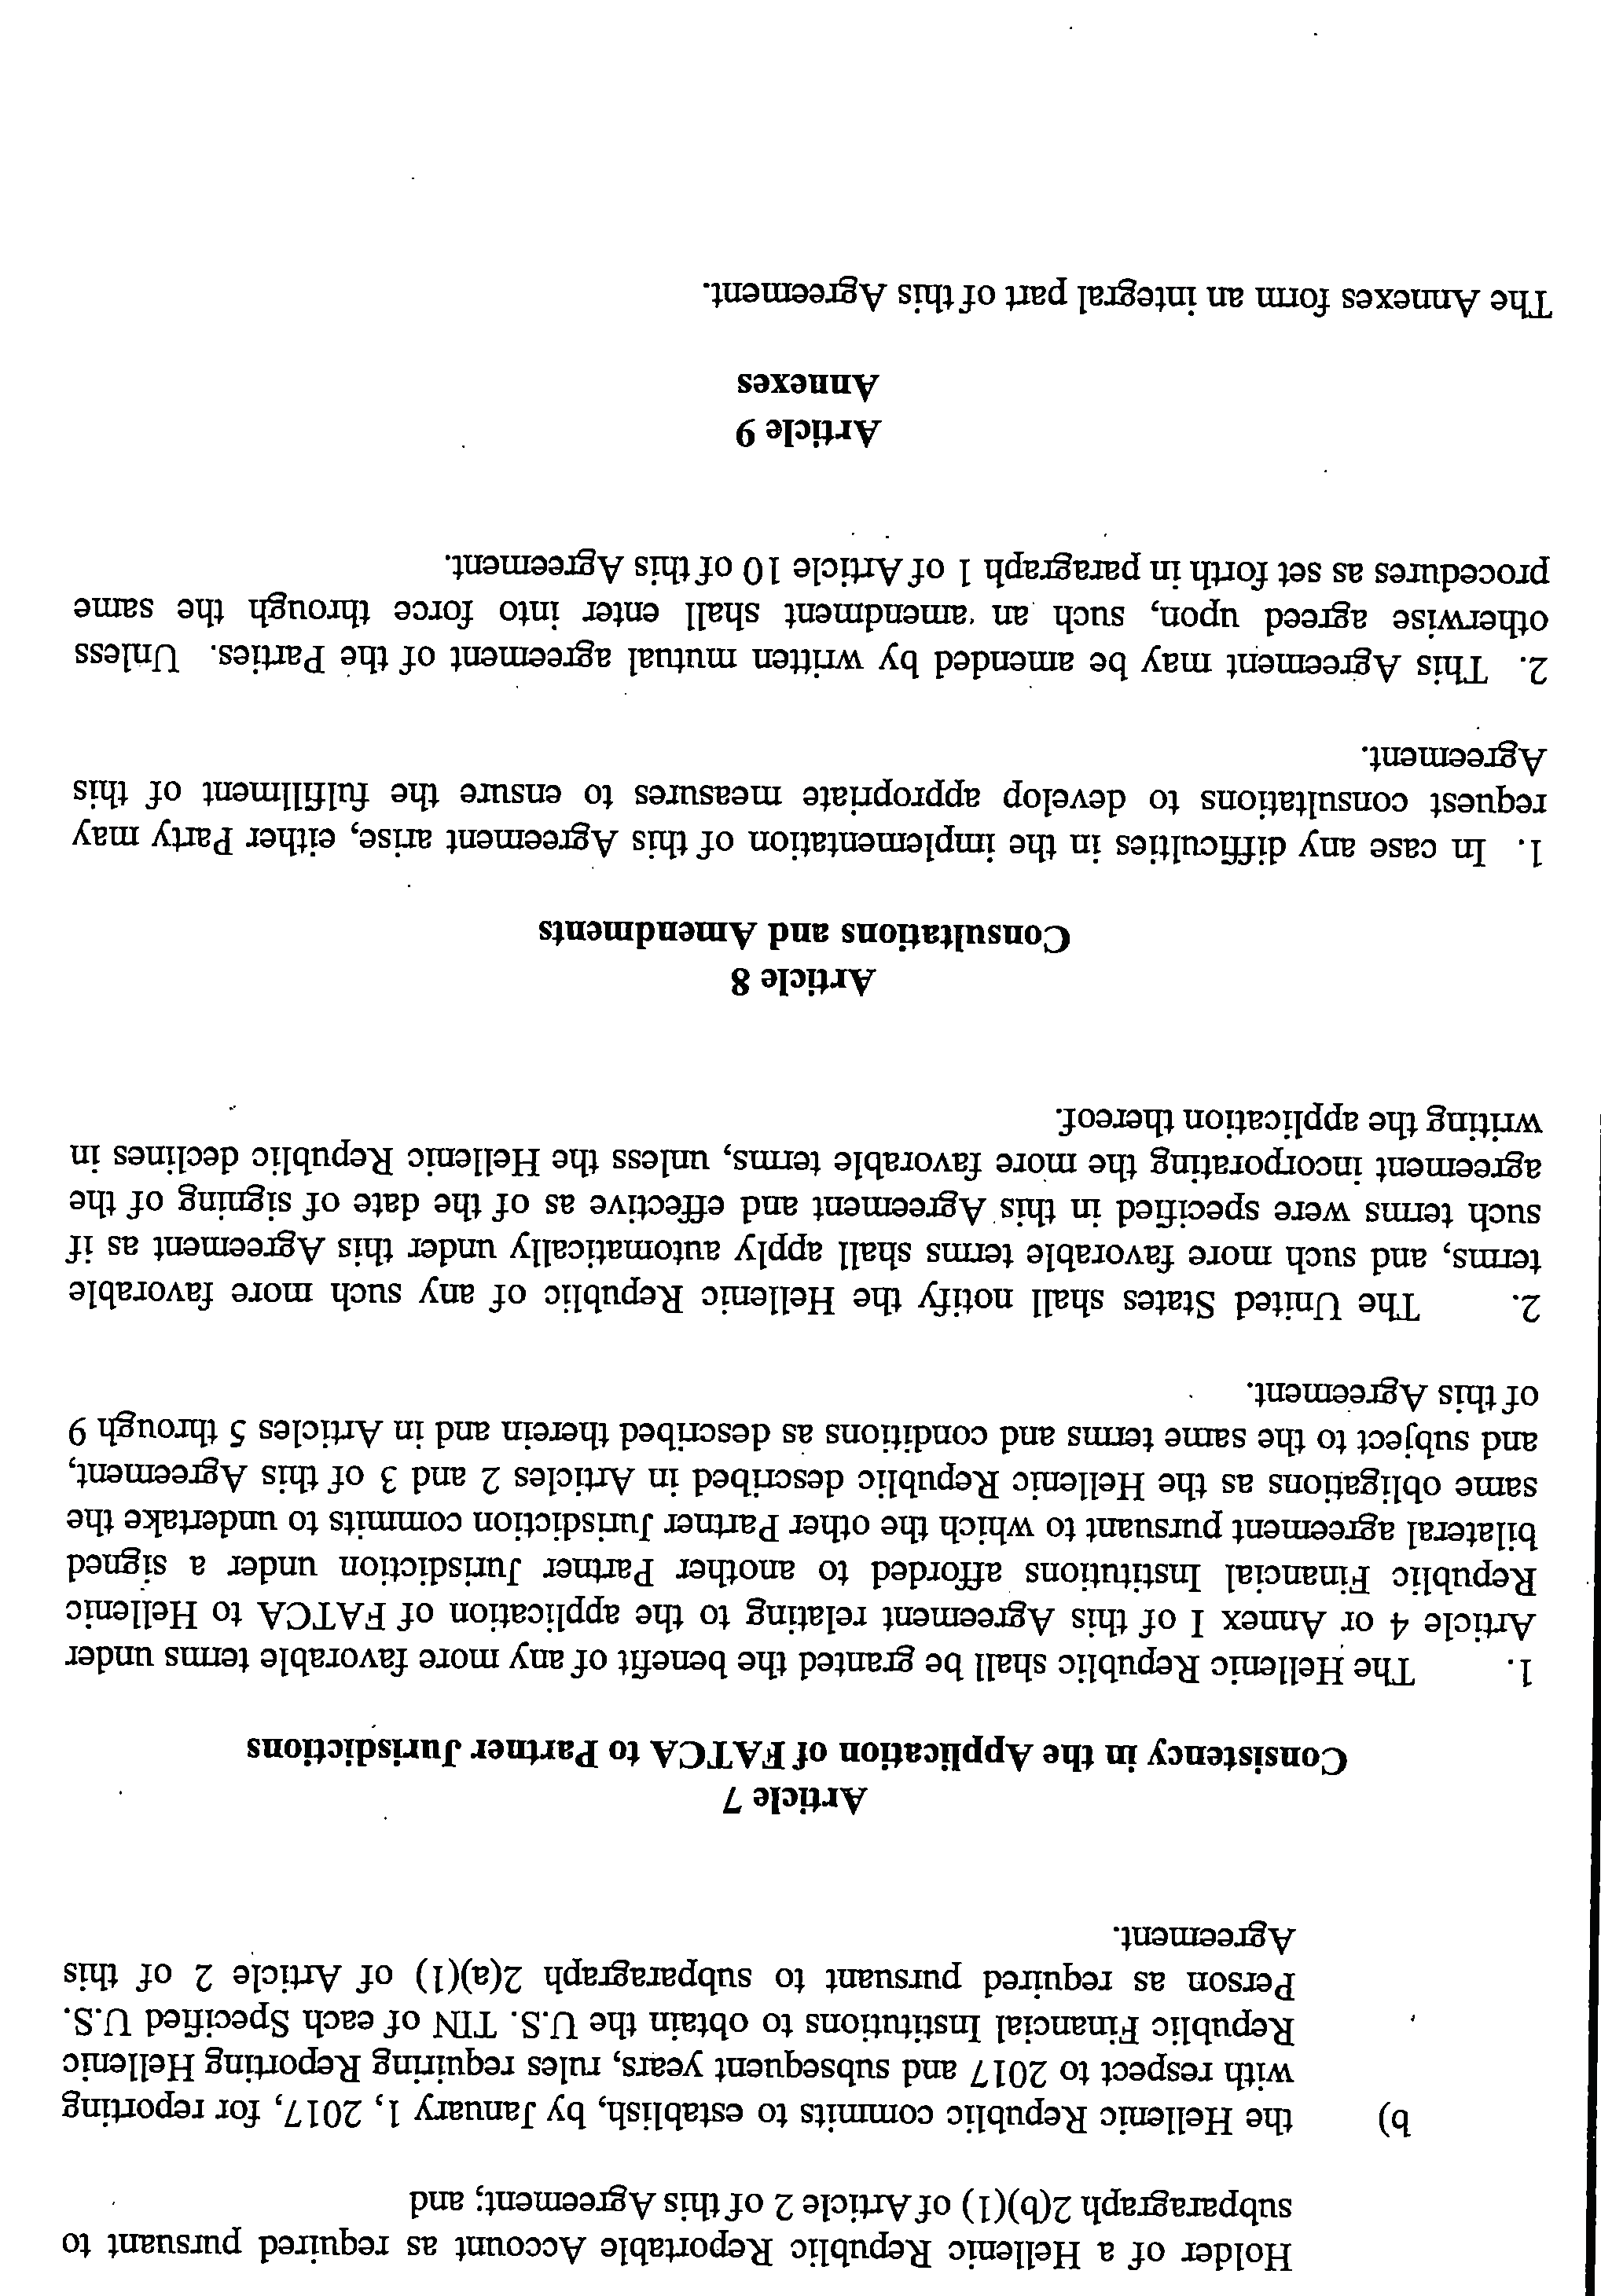 Holder of a Hellenic Republic Reportable Account as required pursuant to
subparagraph 2(b)(1) of Article 2 of this Agreement; and
b) the Hellenic Republic commits to establish, by January 1, 2017, for reporting
with respect to 2017 and subsequent years, rules requiring Reporting Hellenic
Republic Financial Institutions to obtain the U.S. TIN of each Specified U.S.
Person as required pursuant to subparagraph 2(a)(1) of Article 2 of this
Agreement.
Article 7
Consistency in the Application of FATCA to Partner Jurisdictions
1. The Hellenic Republic shall be granted the benefit of any more favorable terms under
Article 4 or Annex I of this Agreement relating to the application of FATCA to Hellenic
Republic Financial Institutions afforded to another Partner Jurisdiction under a signed
bilateral agreement pursuant to which the other Partner Jurisdiction commits to undertake the
same obligations as the Hellenic Republic described in Articles 2 and 3 of this Agreement,
and subject to the same terms and conditions as described therein and in Articles 5 through 9
of this Agreement.
2. The United States shall notify the Hellenic Republic of any such more favorable
terms, and such more favorable terms shall apply automatically under this Agreement as if
such terms were specified in this Agreement and effective as of the date of signing of the
agreement incorporating the more favorable terms, unless the Hellenic Republic declines in
writing the application thereof.
Article 8
Consultations and Amendments
1. In case any difficulties in the implementation of this Agreement arise, either Party may
request consultations to develop appropriate measures to ensure the fulfillment of this
Agreement.
2. This Agreement may be amended by written mutual agreement of the Parties. Unless
otherwise agreed upon, such an amendment shall enter into force through the same
procedures as set forth in paragraph 1 of Article 10 of this Agreement.
Article 9
Annexes
The Annexes form an integral part of this Agreement.